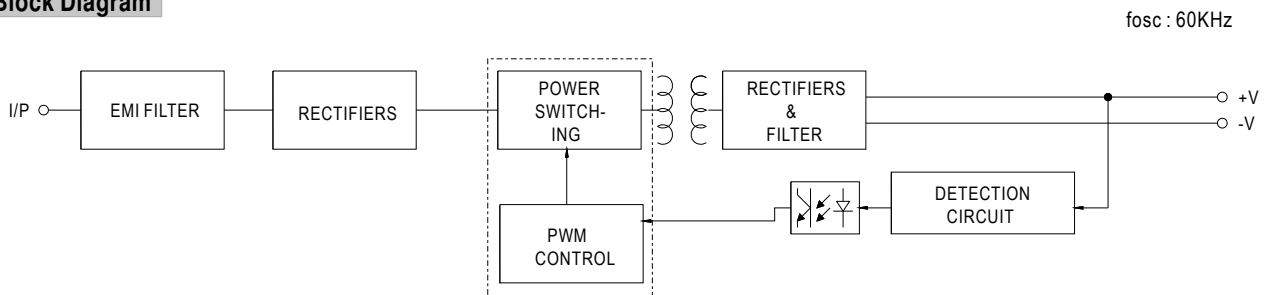 Block Diagram
fosc : 60KHz
I/P
EMI FILTER
RECTIFIERS
POWER
SWITCH-
ING
RECTIFIERS
&
FILTER
+V
-V
DETECTION
CIRCUIT
PWM
CONTROL